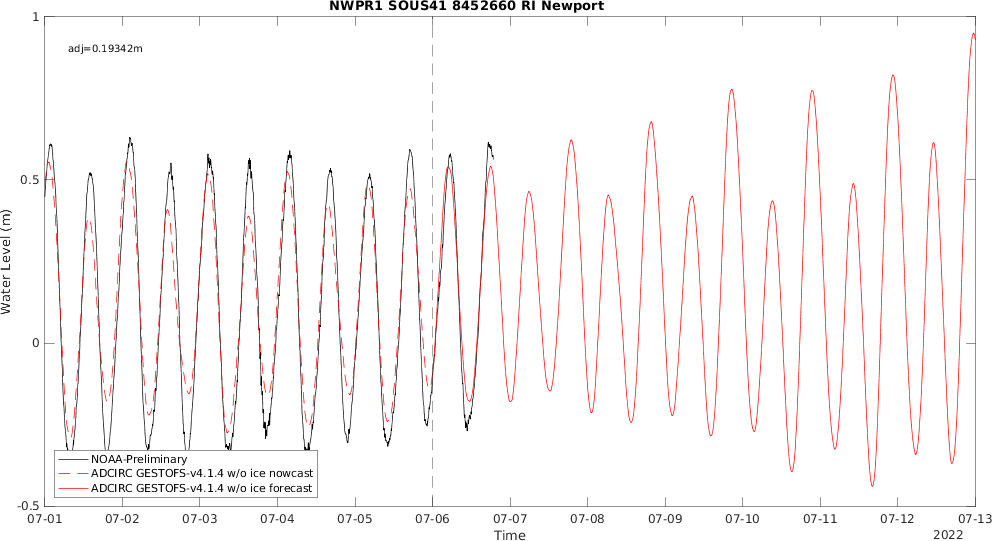 NWPR1 SOUS41 8452660 RI Newport
adj=0.19342m
1
0.5
0
-0.5
Water Level (m)
NOAA-Preliminary
ADCIRC GESTOFS-v4.1.4 w/o ice nowcast
ADCIRC GESTOFS-v4.1.4 w/o ice forecast
07-01 07-02 07-03 07-04 07-05 07-06 07-07 07-08 07-09 07-10 07-11 07-12 07-13
Time
2022